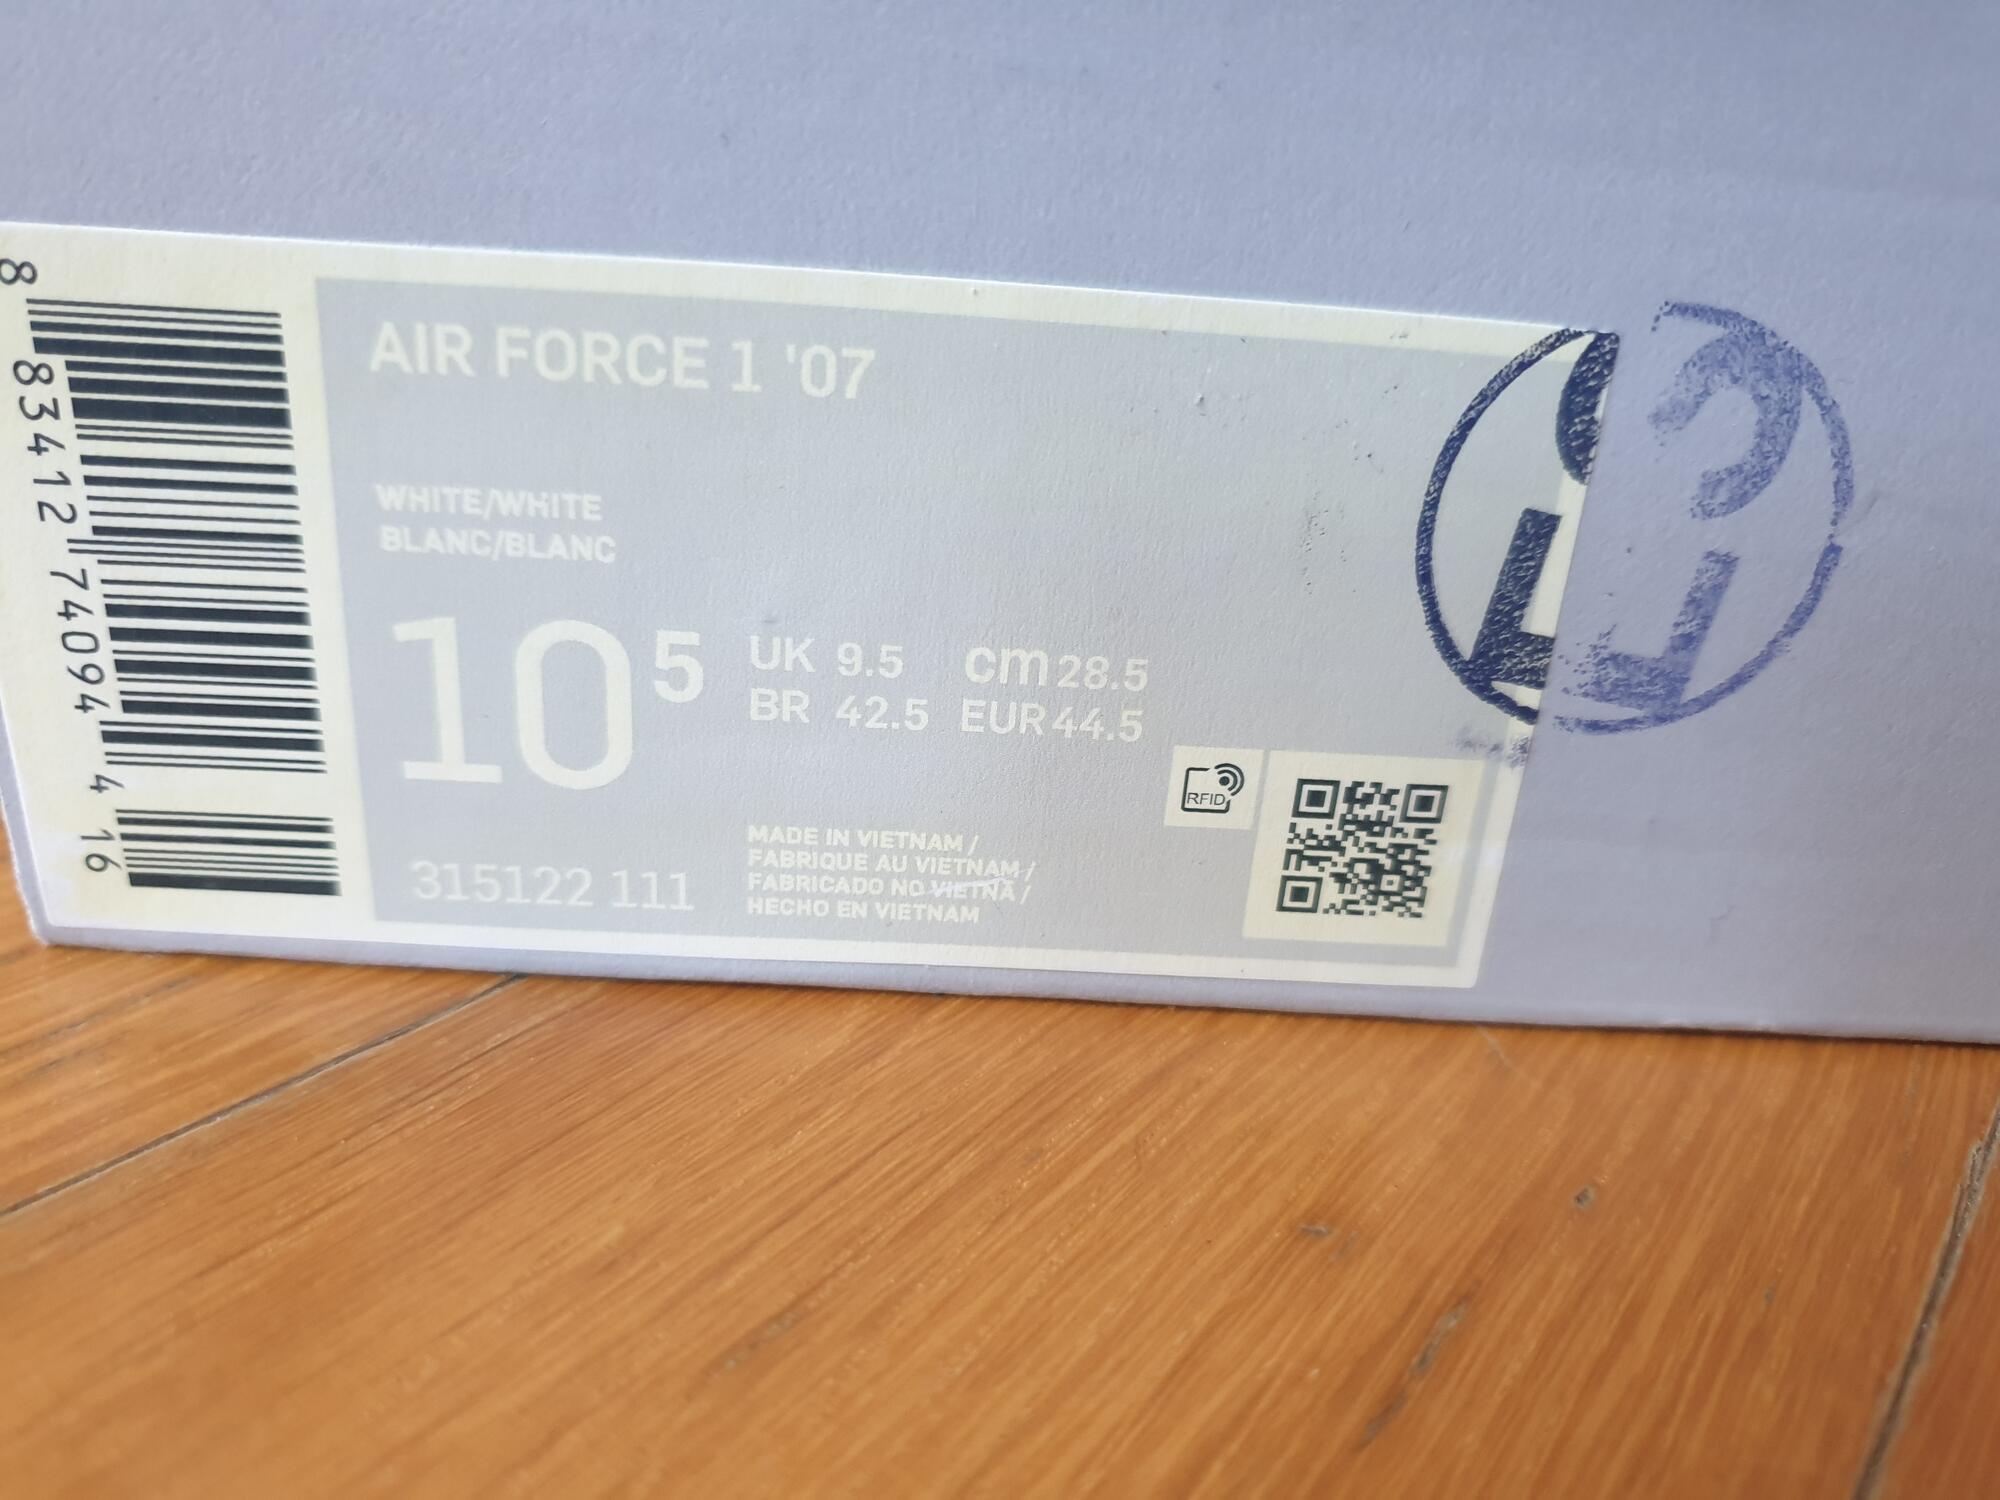 AIR FORCE 1 '07
WHITE/WHITE
BLANC/BLANC
10 5
UK 9.5 cm 28.5
BR 42.5 EUR 44.5
315122 111
MADE IN VIETNAM /
FABRIQUE AU VIETNAM /
FABRICADO NO VIETNÃ /
HECHO EN VIETNAM
RFID
8 83412 74094 4 16